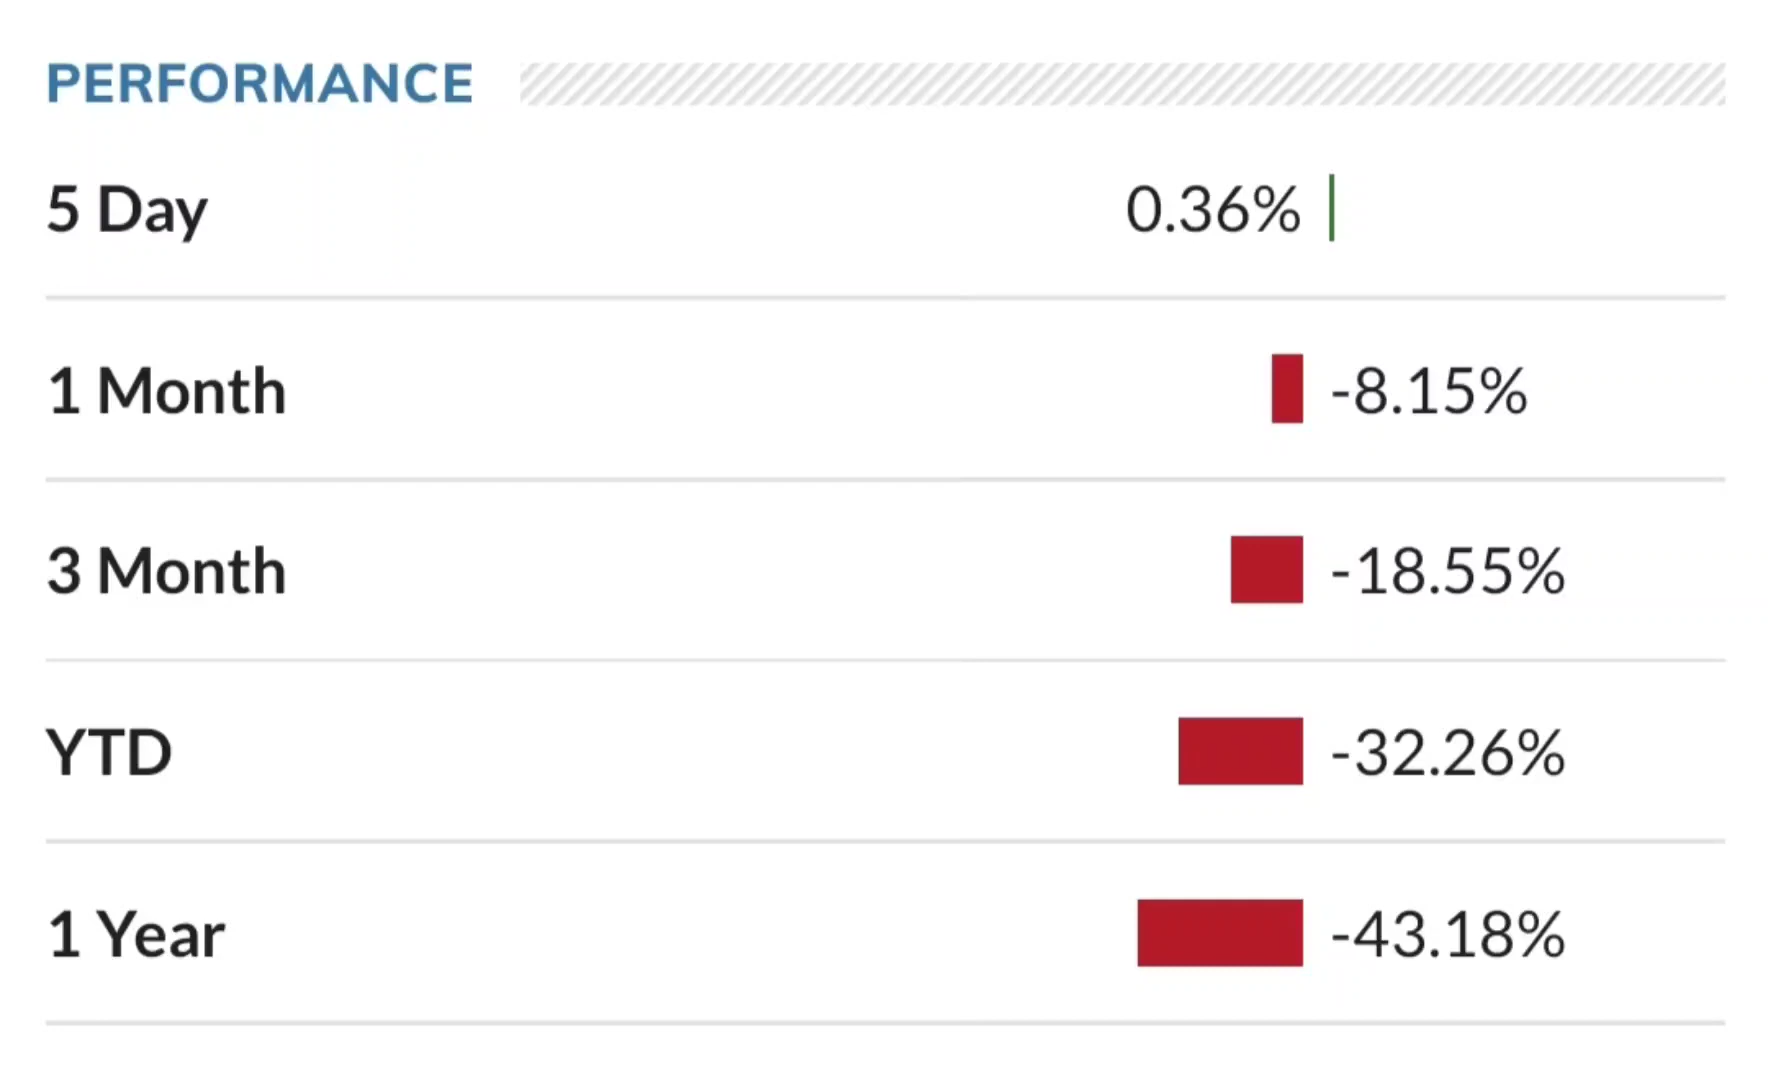 PERFORMANCE
5 Day 0.36%
1 Month -8.15%
3 Month -18.55%
YTD -32.26%
1 Year -43.18%